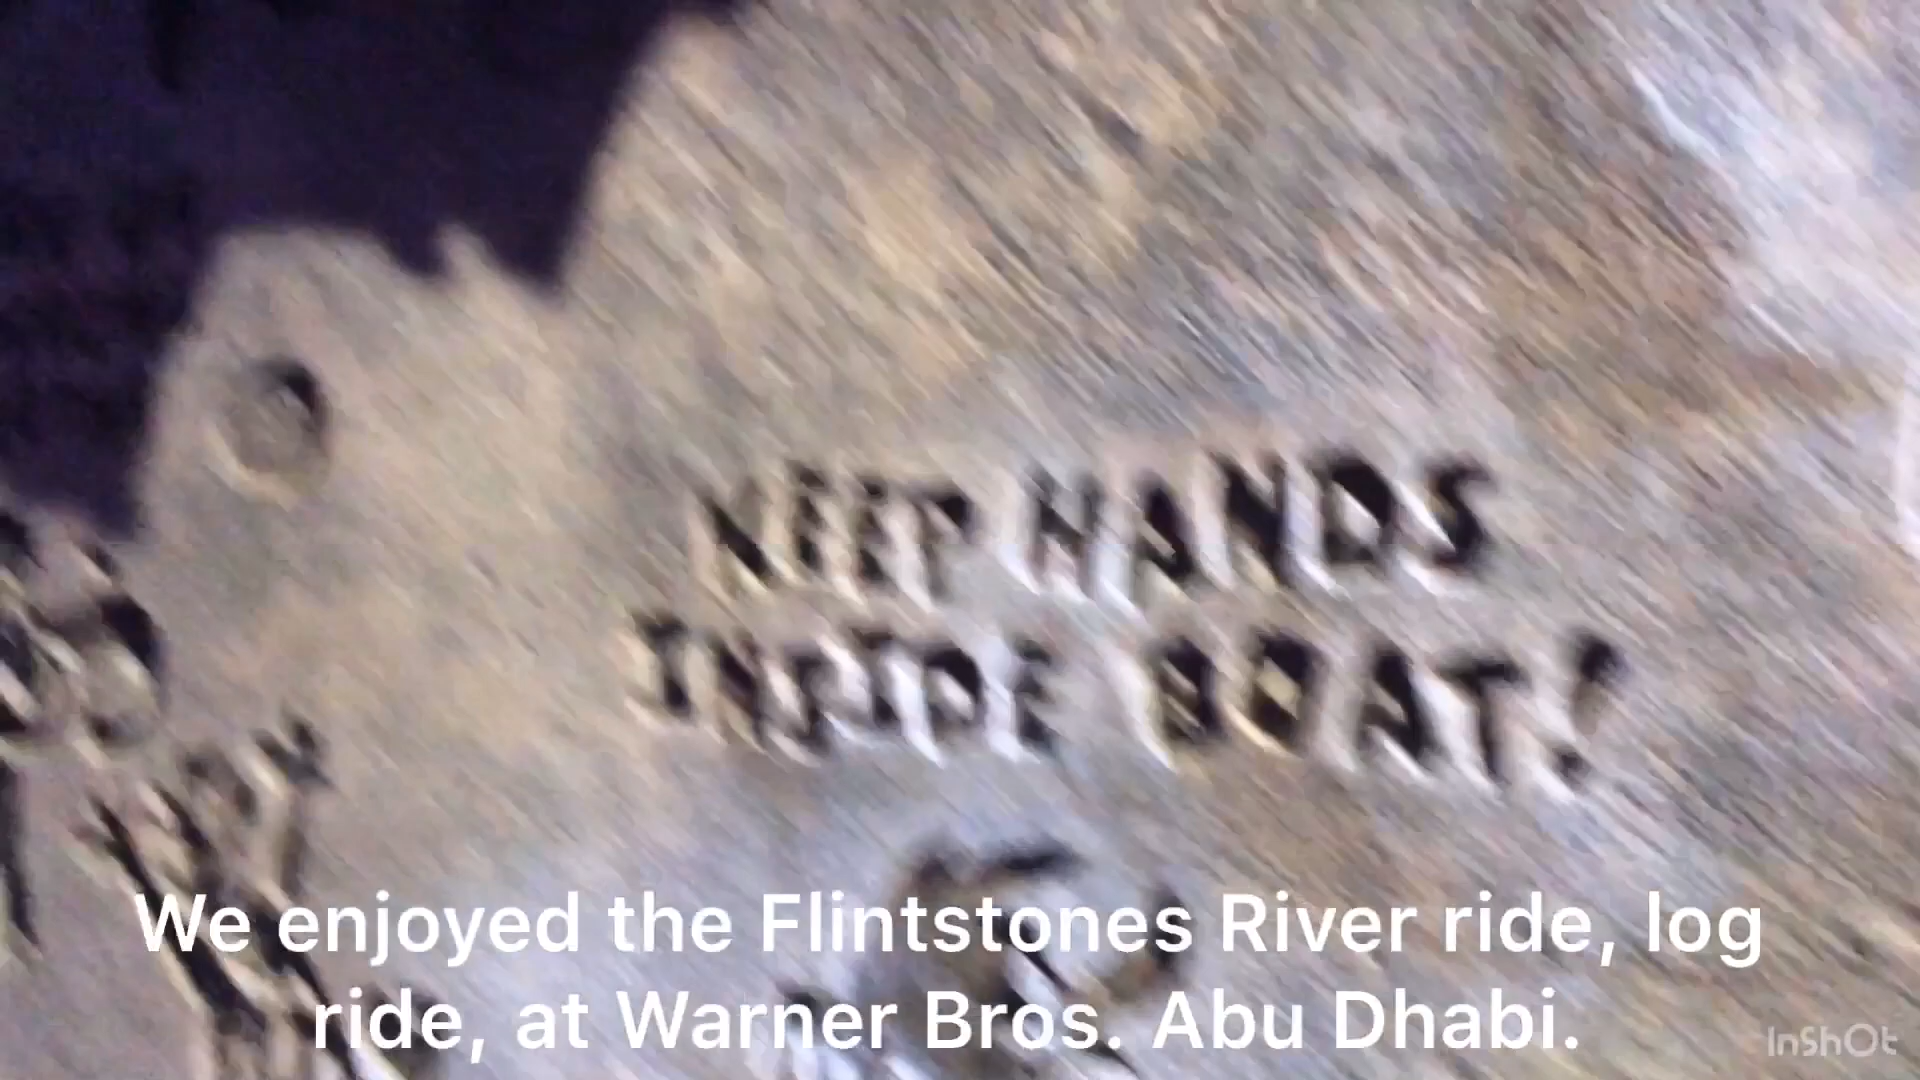 KEEP HANDS
INSIDE BOAT!
We enjoyed the Flintstones River ride, log
ride, at Warner Bros. Abu Dhabi.
InShOt